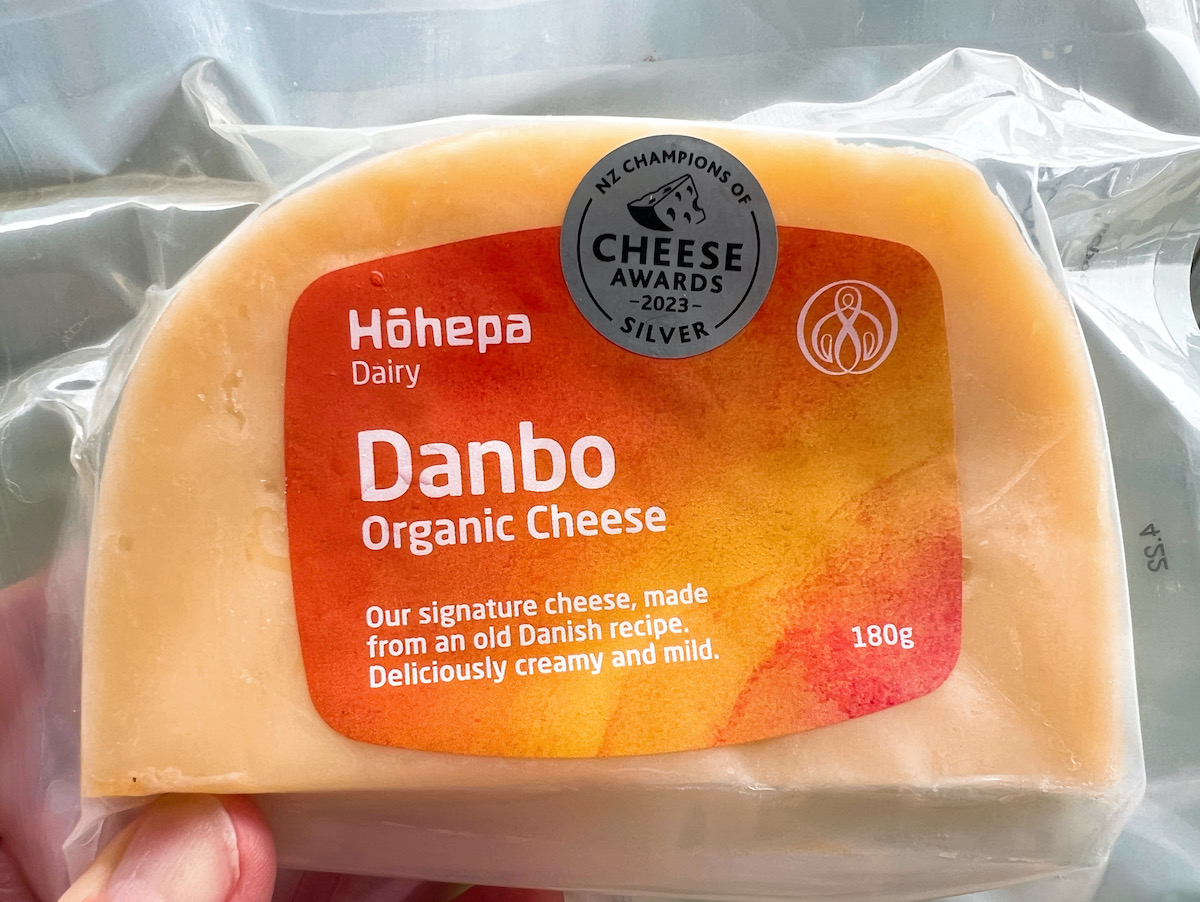 NZ CHAMPIONS OF
CHEESE
AWARDS
-2023-
SILVER
Hōhepa
Dairy
Danbo
Organic Cheese
Our signature cheese, made
from an old Danish recipe.
Deliciously creamy and mild.
180g